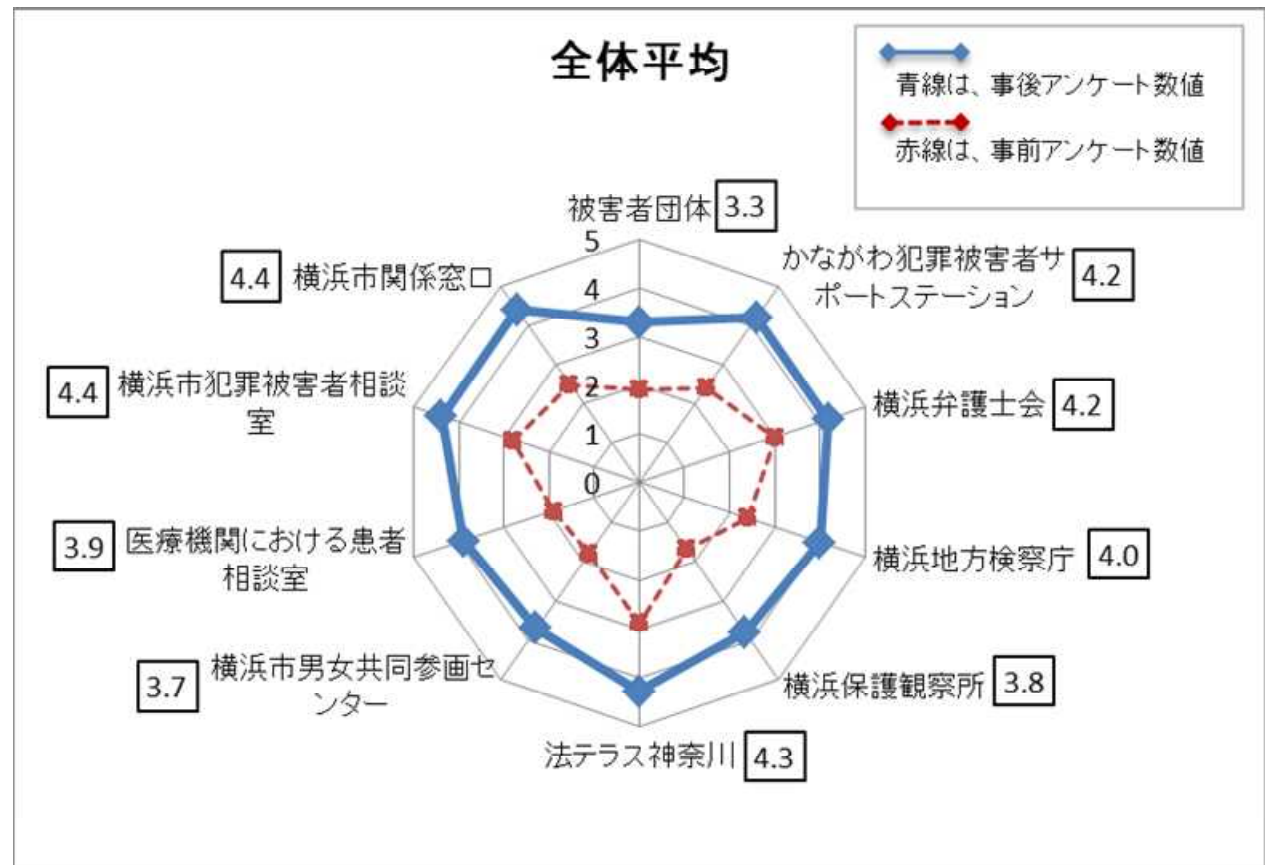 全体平均
青線は、事後アンケート数値
赤線は、事前アンケート数値
被害者団体 3.3
かながわ犯罪被害者サ
ポートステーション
4.2
横浜弁護士会 4.2
横浜地方検察庁 4.0
横浜保護観察所 3.8
法テラス神奈川 4.3
横浜市男女共同参画セ
ンター
3.7
医療機関における患者
相談室
3.9
横浜市犯罪被害者相談
室
4.4
横浜市関係窓口
4.4
5
4
3
2
1
0